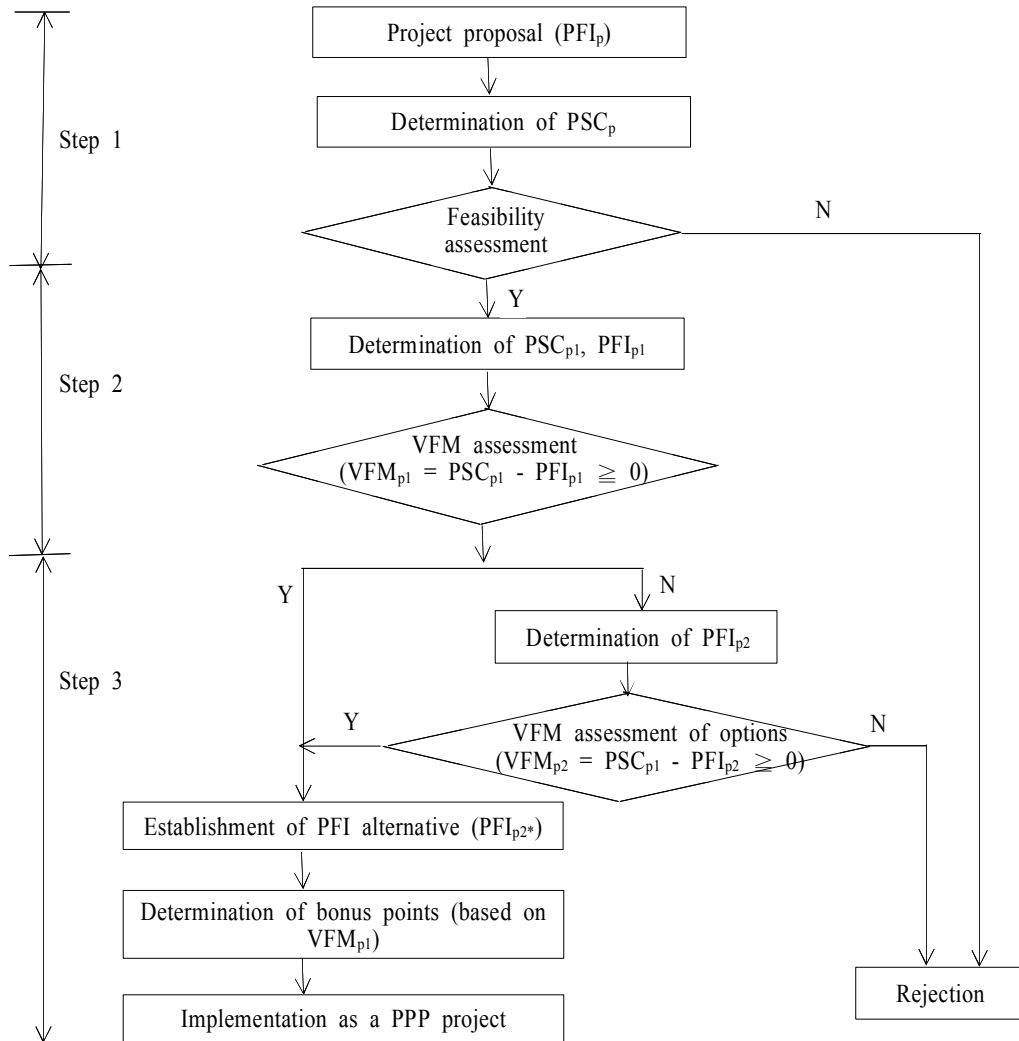 Project proposal (PFIp)
Step 1
Determination of PSCp
Feasibility
assessment
N
Y
Determination of PSCp1, PFIp1
Step 2
VFM assessment
(VFMp1 = PSCp1 - PFIp1 ≧ 0)
Y
N
Determination of PFIp2
Step 3
Y
VFM assessment of options
(VFMp2 = PSCp1 - PFIp2 ≧ 0)
N
Establishment of PFI alternative (PFIp2*)
Determination of bonus points (based on
VFMp1)
Rejection
Implementation as a PPP project